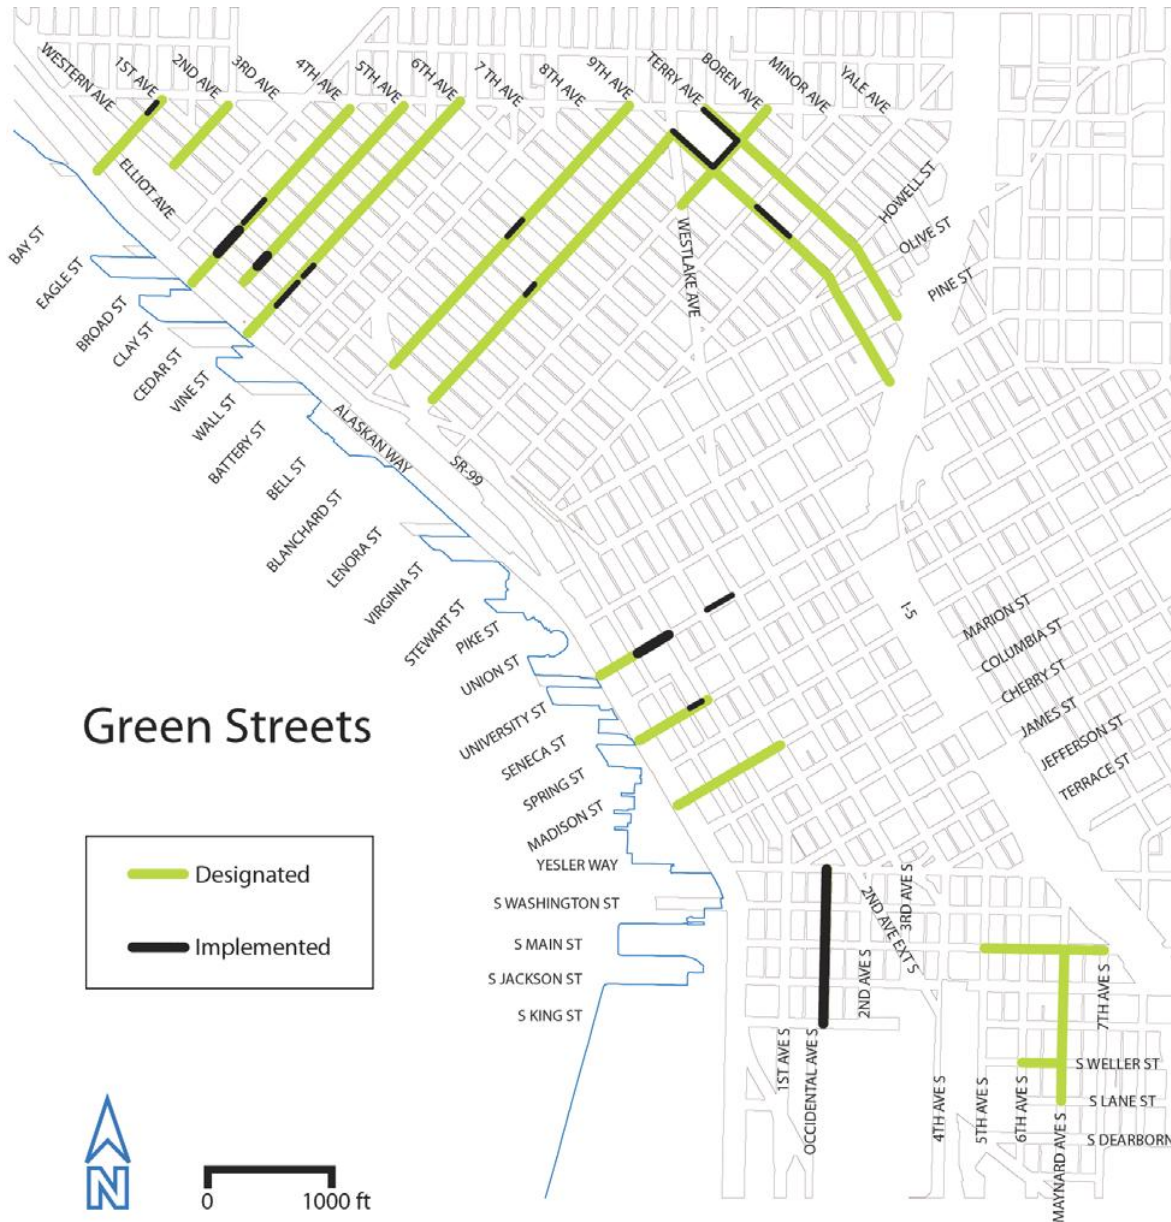 WESTERN AVE
1ST AVE
2ND AVE
3RD AVE
4TH AVE
5TH AVE
6TH AVE
7TH AVE
8TH AVE
9TH AVE
TERRY AVE
BOREN AVE
MINOR AVE
YALE AVE
ELLIOT AVE
HOWELL ST
OLIVE ST
PINE ST
WESTLAKE AVE
BAY ST
EAGLE ST
BROAD ST
CLAY ST
CEDAR ST
VINE ST
WALL ST
BATTERY ST
BELL ST
BLANCHARD ST
LENORA ST
VIRGINIA ST
STEWART ST
PIKE ST
UNION ST
UNIVERSITY ST
SENECA ST
SPRING ST
MADISON ST
YESLER WAY
S WASHINGTON ST
S MAIN ST
S JACKSON ST
S KING ST
ALASKAN WAY
SR-99
I-5
MARION ST
COLUMBIA ST
CHERRY ST
JAMES ST
JEFFERSON ST
TERRACE ST
Green Streets
Designated
Implemented
2ND AVE EXT S
3RD AVE S
2ND AVE S
1ST AVE S
OCCIDENTAL AVE S
4TH AVE S
5TH AVE S
6TH AVE S
MAYNARD AVE S
7TH AVE S
S WELLER ST
S LANE ST
S DEARBORN
N
0 1000 ft